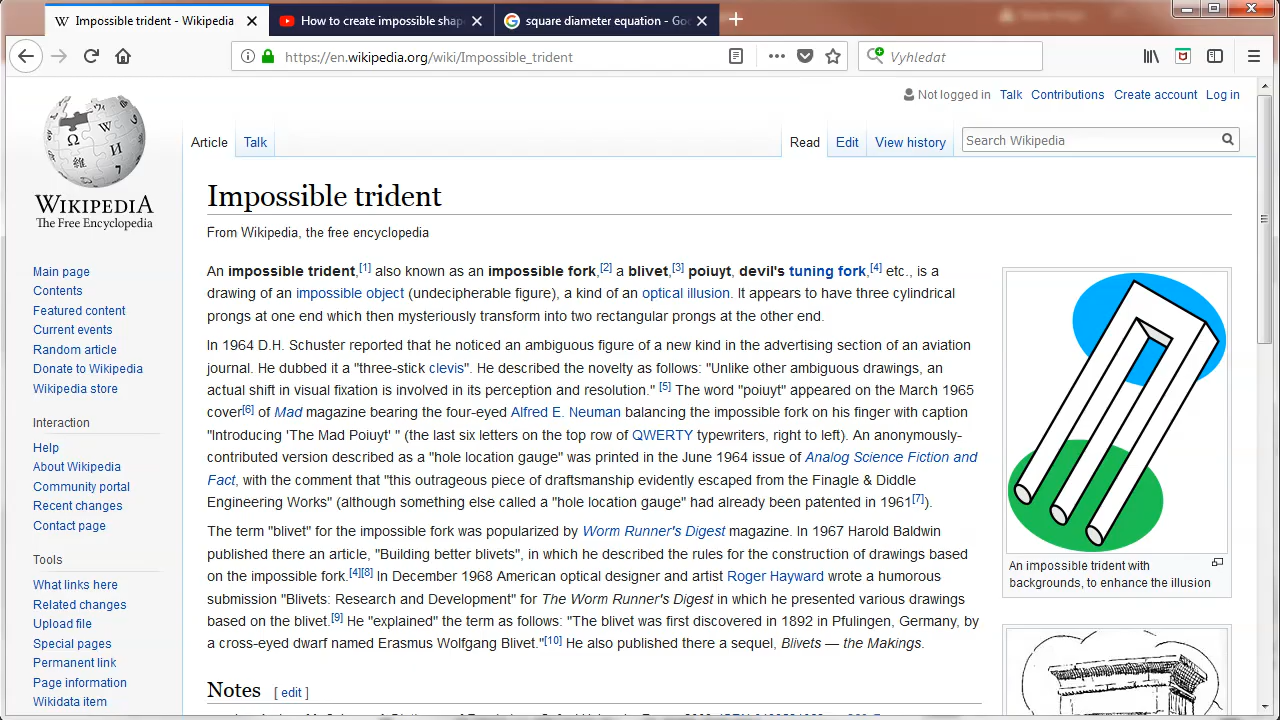 Impossible trident - Wikipedia
How to create impossible shap
square diameter equation - Goo
https://en.wikipedia.org/wiki/Impossible_trident
Vyhledat
WIKIPEDIA
The Free Encyclopedia
Not logged in Talk Contributions Create account Log in
Article Talk
Read Edit View history
Search Wikipedia
Main page
Contents
Featured content
Current events
Random article
Donate to Wikipedia
Wikipedia store
Interaction
Help
About Wikipedia
Community portal
Recent changes
Contact page
Tools
What links here
Related changes
Upload file
Special pages
Permanent link
Page information
Wikidata item
Impossible trident
From Wikipedia, the free encyclopedia
An impossible trident,[1] also known as an impossible fork,[2] a blivet,[3] poiuyt, devil's tuning fork,[4] etc., is a
drawing of an impossible object (undecipherable figure), a kind of an optical illusion. It appears to have three cylindrical
prongs at one end which then mysteriously transform into two rectangular prongs at the other end.
In 1964 D.H. Schuster reported that he noticed an ambiguous figure of a new kind in the advertising section of an aviation
journal. He dubbed it a "three-stick clevis". He described the novelty as follows: "Unlike other ambiguous drawings, an
actual shift in visual fixation is involved in its perception and resolution." [5] The word "poiuyt" appeared on the March 1965
cover[6] of Mad magazine bearing the four-eyed Alfred E. Neuman balancing the impossible fork on his finger with caption
"Introducing 'The Mad Poiuyt' " (the last six letters on the top row of QWERTY typewriters, right to left). An anonymously-
contributed version described as a "hole location gauge" was printed in the June 1964 issue of Analog Science Fiction and
Fact, with the comment that "this outrageous piece of draftsmanship evidently escaped from the Finagle & Diddle
Engineering Works" (although something else called a "hole location gauge" had already been patented in 1961[7]).
The term "blivet" for the impossible fork was popularized by Worm Runner's Digest magazine. In 1967 Harold Baldwin
published there an article, "Building better blivets", in which he described the rules for the construction of drawings based
on the impossible fork.[4][8] In December 1968 American optical designer and artist Roger Hayward wrote a humorous
submission "Blivets: Research and Development" for The Worm Runner's Digest in which he presented various drawings
based on the blivet.[9] He "explained" the term as follows: "The blivet was first discovered in 1892 in Pfulingen, Germany, by
a cross-eyed dwarf named Erasmus Wolfgang Blivet."[10] He also published there a sequel, Blivets — the Makings.
Notes [ edit ]
An impossible trident with
backgrounds, to enhance the illusion